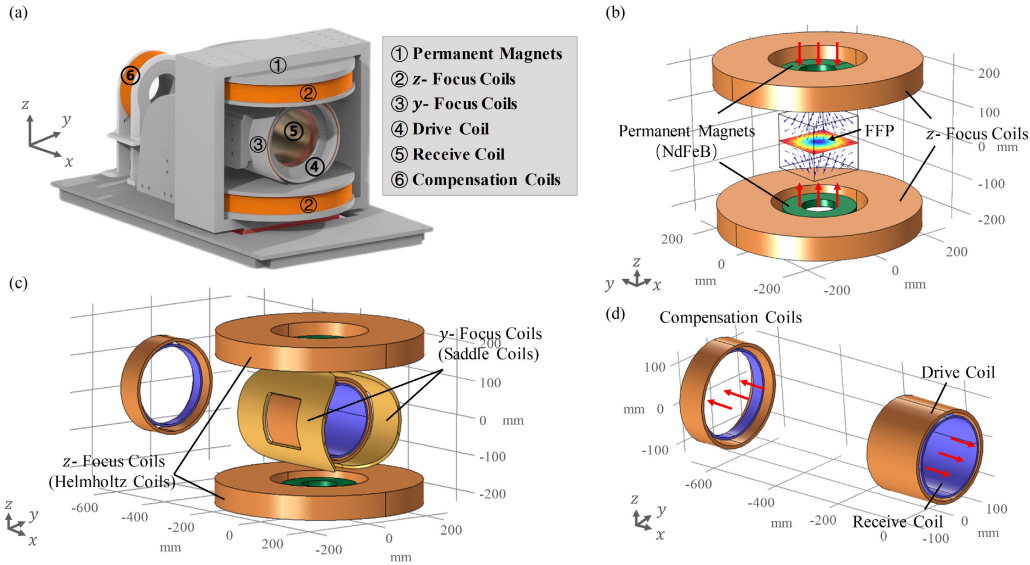 (a)
①
②
③
④
⑤
⑥
②
z
y
x
① Permanent Magnets
② z- Focus Coils
③ y- Focus Coils
④ Drive Coil
⑤ Receive Coil
⑥ Compensation Coils
(b)
Permanent Magnets
(NdFeB)
FFP
z- Focus Coils
200
100
0 mm
-100
-200
200
0
mm
-200
-200
0
mm
200
z
y x
(c)
y- Focus Coils
(Saddle Coils)
z- Focus Coils
(Helmholtz Coils)
200
100
0 mm
-100
-200
-600
-400
mm
-200
0
200
-200
0
mm
200
z
y
x
(d)
Compensation Coils
Drive Coil
Receive Coil
100
mm 0
-100
-600
-400
mm
-200
0
-100
0
mm
100
z
y
x